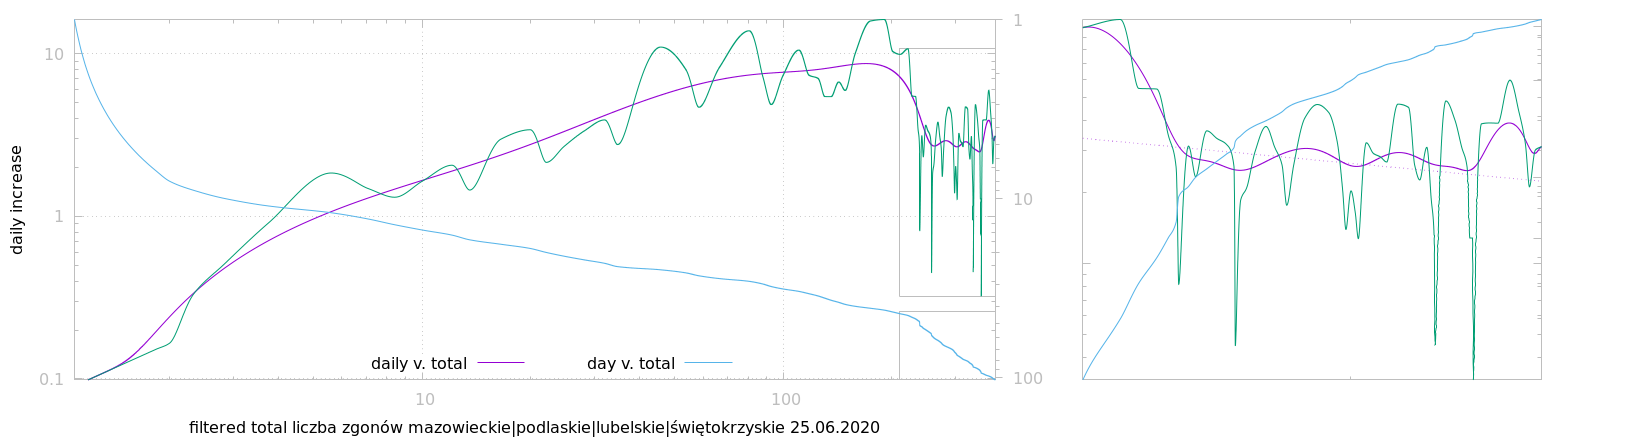 1
10
10
1
daily increase
daily v. total
day v. total
0.1
100
10
100
filtered total liczba zgonów mazowieckie|podlaskie|lubelskie|świętokrzyskie 25.06.2020